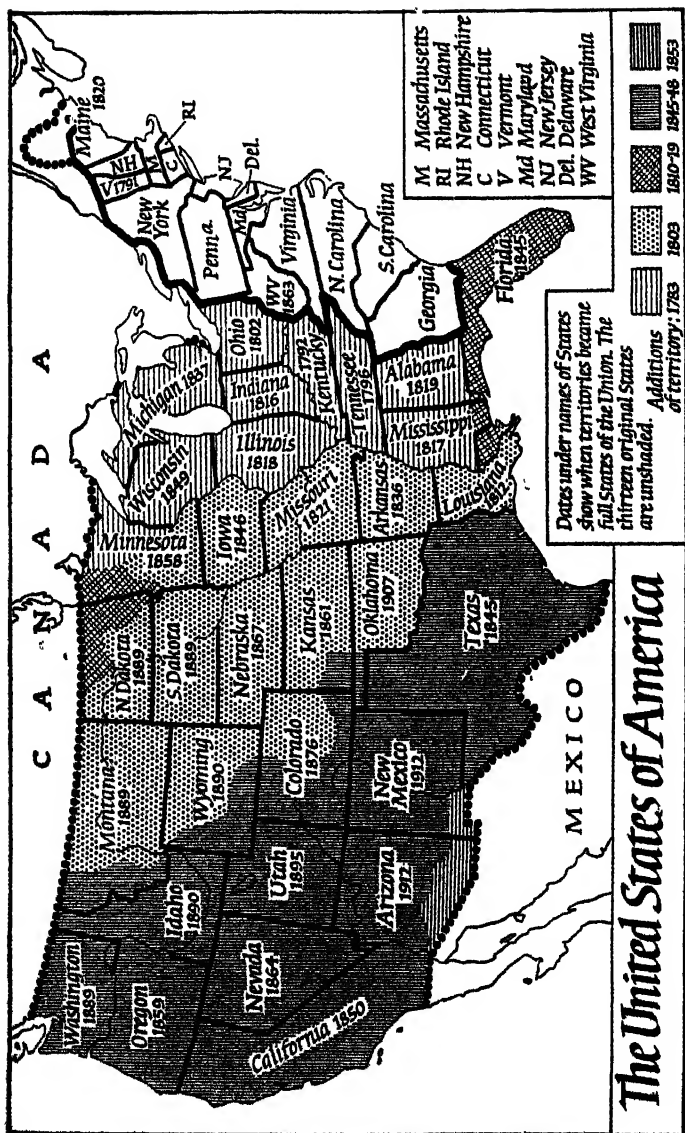 CANADA
Washington
1889
Oregon
1859
California 1850
Nevada
1864
Idaho
1890
Utah
1895
Arizona
1912
Montana
1889
Wyoming
1890
Colorado
1876
New
Mexico
1912
N Dakota
1889
S. Dakota
1889
Nebraska
1867
Kansas
1861
Oklahoma
1907
Texas
1845
Minnesota
1858
Iowa
1846
Missouri
1821
Arkansas
1836
Louisiana
Wisconsin
1849
Illinois
1818
Michigan 1837
Indiana
1816
Ohio
1802
1792
Kentucky
Tennessee
1796
Mississippi
1817
Alabama
1819
Georgia
Florida
1845
S. Carolina
N. Carolina
Virginia
WV
1863
Md
Del.
NJ
Penna.
New
York
V 1791
NH
M
C
RI
Maine
1820
MEXICO
M Massachusetts
RI Rhode Island
NH New Hampshire
C Connecticut
V Vermont
Md Maryland
NJ New Jersey
Del. Delaware
WV West Virginia
Dates under names of States
show when territories became
full States of the Union. The
thirteen original States
are unshaded.
Additions
of territory: 1783 1803 1810-19 1845-48 1853
The United States of America